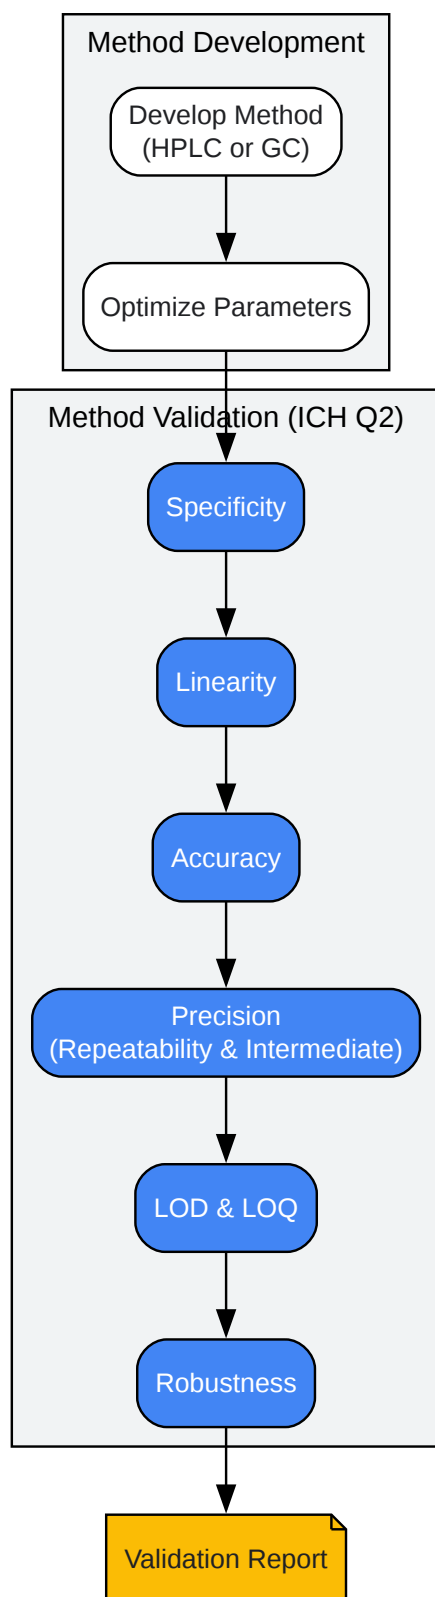 Method Development
Develop Method
(HPLC or GC)
Optimize Parameters
Method Validation (ICH Q2)
Specificity
Linearity
Accuracy
Precision
(Repeatability & Intermediate)
LOD & LOQ
Robustness
Validation Report